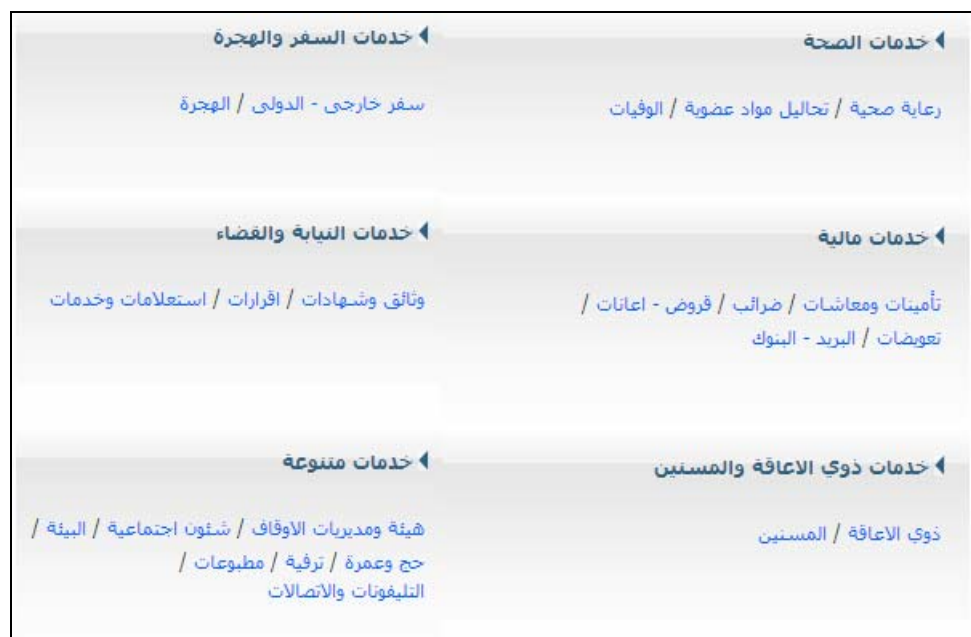 خدمات الصحة
رعاية صحية / تحاليل مواد عضوية / الوفيات
خدمات السفر والهجرة
سفر خارجى - الدولى / الهجرة
خدمات مالية
تأمينات ومعاشات / ضرائب / قروض - اعانات /
تعويضات / البريد - البنوك
خدمات النيابة والقضاء
وثائق وشهادات / اقرارات / استعلامات وخدمات
خدمات ذوي الاعاقة والمسنين
ذوي الاعاقة / المسنين
خدمات متنوعة
هيئة ومديريات الاوقاف / شئون اجتماعية / البيئة /
حج وعمرة / ترفية / مطبوعات /
التليفونات والاتصالات